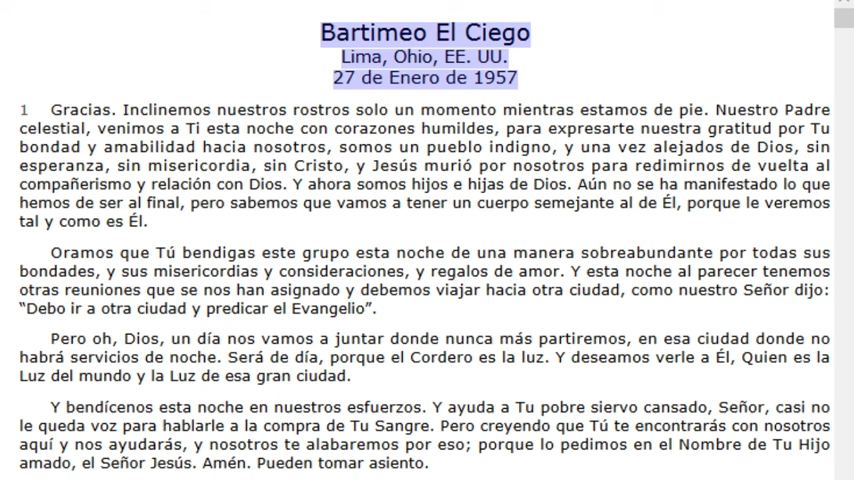 Bartimeo El Ciego
Lima, Ohio, EE. UU.
27 de Enero de 1957
1 Gracias. Inclinemos nuestros rostros solo un momento mientras estamos de pie. Nuestro Padre
celestial, venimos a Ti esta noche con corazones humildes, para expresarte nuestra gratitud por Tu
bondad y amabilidad hacia nosotros, somos un pueblo indigno, y una vez alejados de Dios, sin
esperanza, sin misericordia, sin Cristo, y Jesús murió por nosotros para redimirnos de vuelta al
compañerismo y relación con Dios. Y ahora somos hijos e hijas de Dios. Aún no se ha manifestado lo que
hemos de ser al final, pero sabemos que vamos a tener un cuerpo semejante al de Él, porque le veremos
tal y como es Él.
Oramos que Tú bendigas este grupo esta noche de una manera sobreabundante por todas sus
bondades, y sus misericordias y consideraciones, y regalos de amor. Y esta noche al parecer tenemos
otras reuniones que se nos han asignado y debemos viajar hacia otra ciudad, como nuestro Señor dijo:
“Debo ir a otra ciudad y predicar el Evangelio”.
Pero oh, Dios, un día nos vamos a juntar donde nunca más partiremos, en esa ciudad donde no
habrá servicios de noche. Será de día, porque el Cordero es la luz. Y deseamos verle a Él, Quien es la
Luz del mundo y la Luz de esa gran ciudad.
Y bendícenos esta noche en nuestros esfuerzos. Y ayuda a Tu pobre siervo cansado, Señor, casi no
le queda voz para hablarle a la compra de Tu Sangre. Pero creyendo que Tú te encontrarás con nosotros
aquí y nos ayudarás, y nosotros te alabaremos por eso; porque lo pedimos en el Nombre de Tu Hijo
amado, el Señor Jesús. Amén. Pueden tomar asiento.